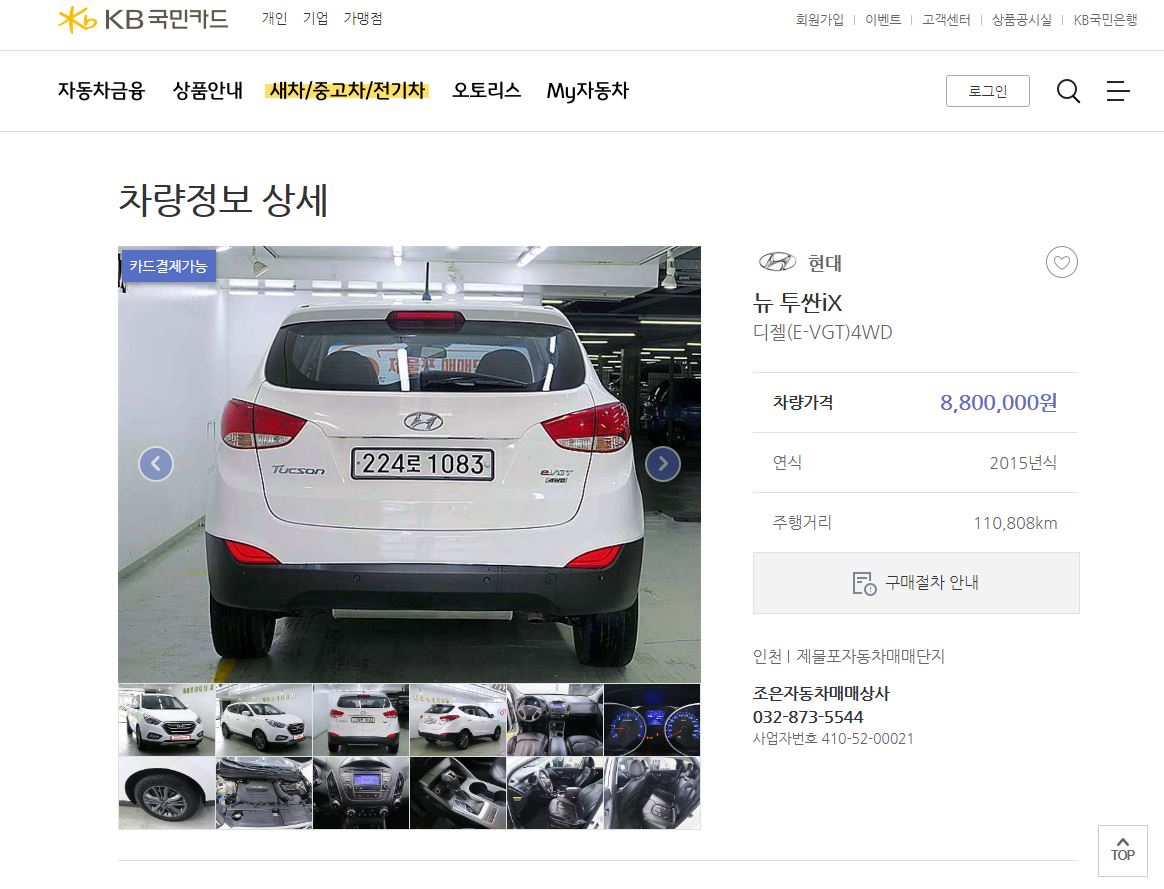 KB국민카드
개인 기업 가맹점
회원가입 | 이벤트 | 고객센터 | 상품공시실 | KB국민은행
자동차금융 상품안내 새차/중고차/전기차 오토리스 My자동차
로그인
차량정보 상세
카드결제가능
Tucson
224로 1083
e-VGT
4WD
현대
뉴 투싼iX
디젤(E-VGT)4WD
차량가격 8,800,000원
연식 2015년식
주행거리 110,808km
구매절차 안내
인천 | 제물포자동차매매단지
조은자동차매매상사
032-873-5544
사업자번호 410-52-00021
TOP